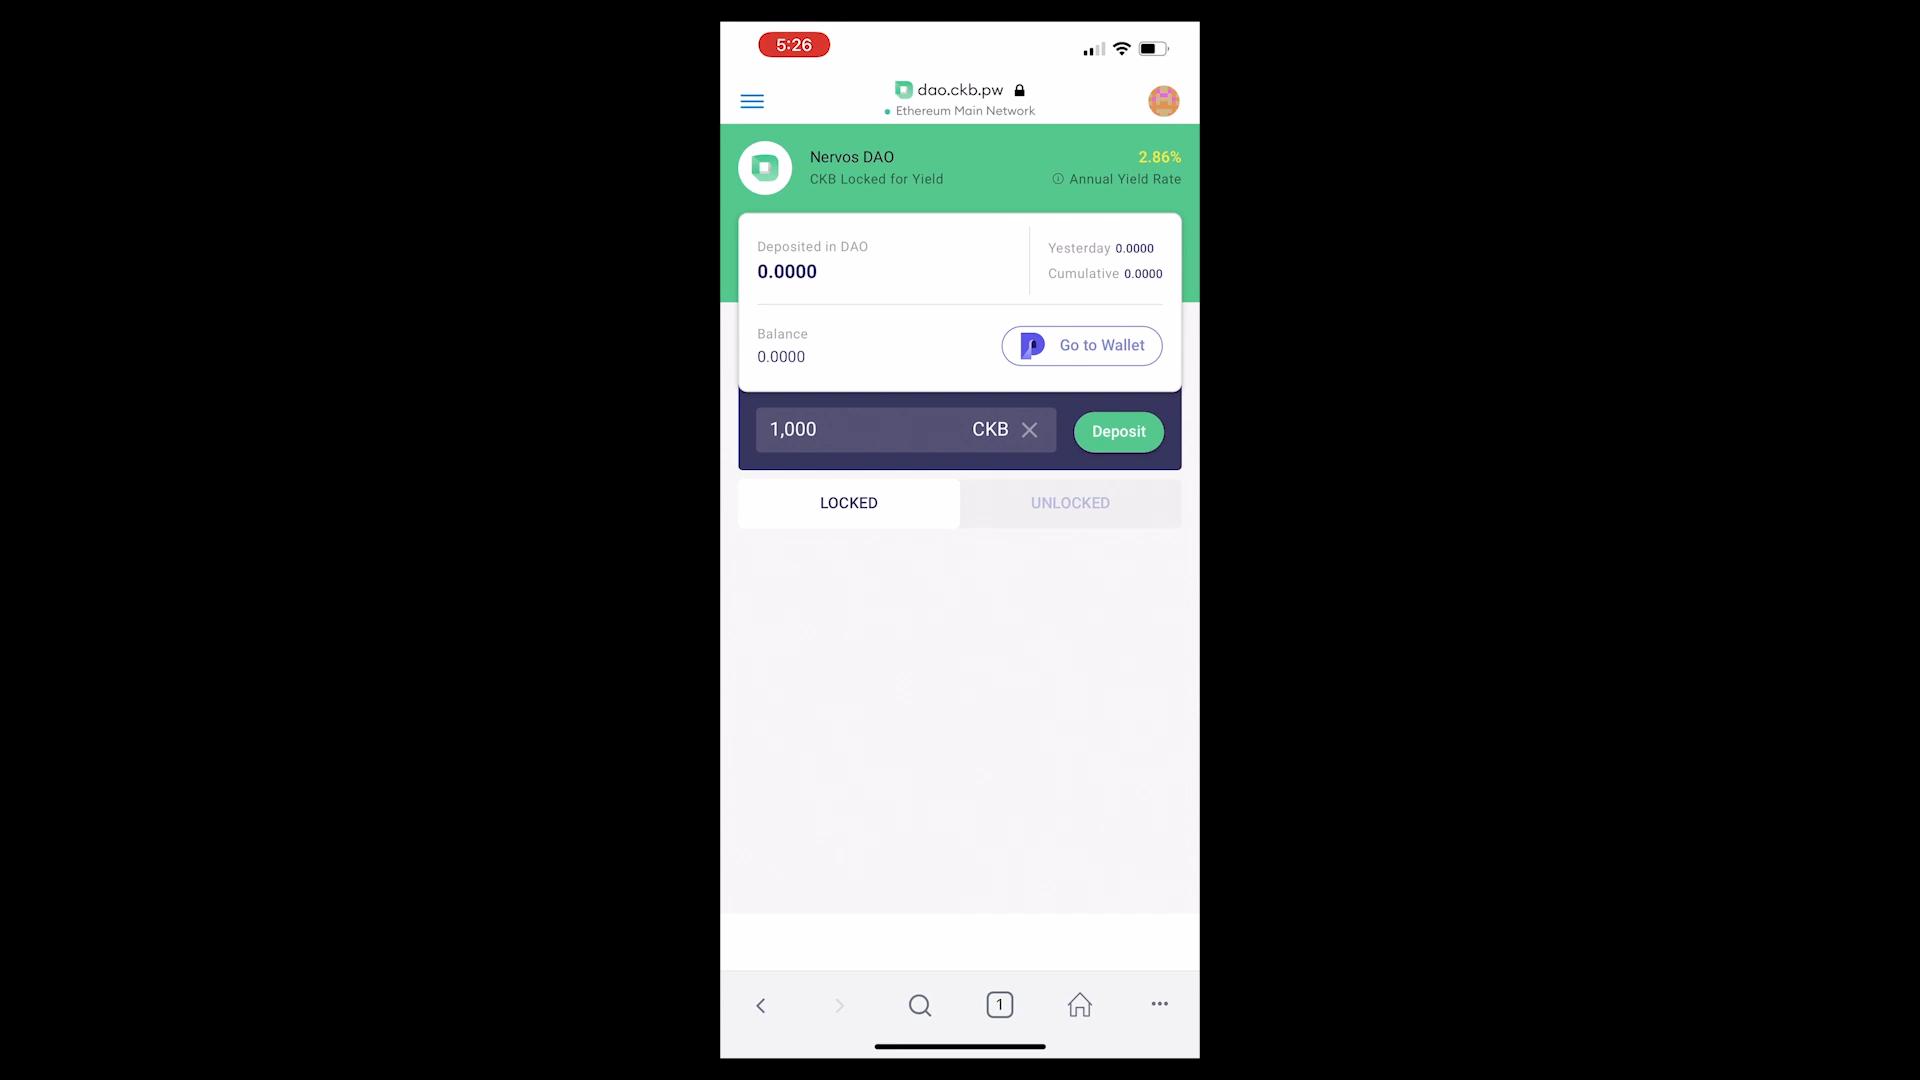 5:26
dao.ckb.pw
Ethereum Main Network
Nervos DAO
2.86%
CKB Locked for Yield
Annual Yield Rate
Deposited in DAO
0.0000
Yesterday 0.0000
Cumulative 0.0000
Balance
0.0000
Go to Wallet
1,000
CKB
Deposit
LOCKED
UNLOCKED
1